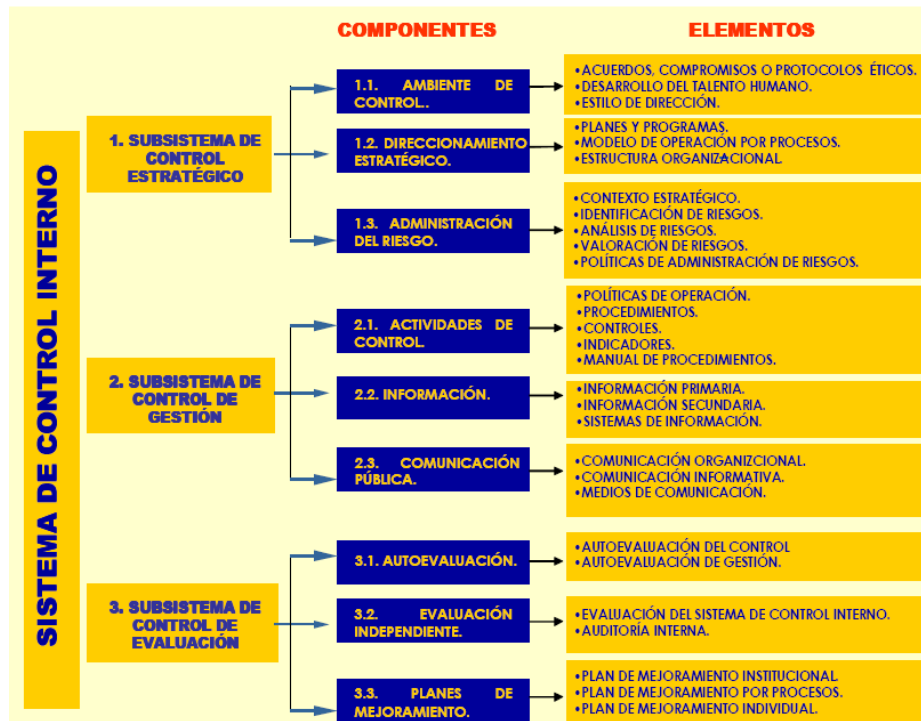 COMPONENTES
ELEMENTOS
SISTEMA DE CONTROL INTERNO
1. SUBSISTEMA DE
CONTROL
ESTRATÉGICO
1.1. AMBIENTE DE
CONTROL..
•ACUERDOS, COMPROMISOS O PROTOCOLOS ÉTICOS.
•DESARROLLO DEL TALENTO HUMANO.
•ESTILO DE DIRECCIÓN.
1.2. DIRECCIONAMIENTO
ESTRATÉGICO.
•PLANES Y PROGRAMAS.
•MODELO DE OPERACIÓN POR PROCESOS.
•ESTRUCTURA ORGANIZACIONAL.
1.3. ADMINISTRACIÓN
DEL RIESGO.
•CONTEXTO ESTRATÉGICO.
•IDENTIFICACIÓN DE RIESGOS.
•ANÁLISIS DE RIESGOS.
•VALORACIÓN DE RIESGOS.
•POLÍTICAS DE ADMINISTRACIÓN DE RIESGOS.
2. SUBSISTEMA DE
CONTROL DE
GESTIÓN
2.1. ACTIVIDADES DE
CONTROL.
•POLÍTICAS DE OPERACIÓN.
•PROCEDIMIENTOS.
•CONTROLES.
•INDICADORES.
•MANUAL DE PROCEDIMIENTOS.
2.2. INFORMACIÓN.
•INFORMACIÓN PRIMARIA.
•INFORMACIÓN SECUNDARIA.
•SISTEMAS DE INFORMACIÓN.
2.3. COMUNICACIÓN
PÚBLICA.
•COMUNICACIÓN ORGANIZCIONAL.
•COMUNICACIÓN INFORMATIVA.
•MEDIOS DE COMUNICACIÓN.
3. SUBSISTEMA DE
CONTROL DE
EVALUACIÓN
3.1. AUTOEVALUACIÓN.
•AUTOEVALUACIÓN DEL CONTROL
•AUTOEVALUACIÓN DE GESTIÓN.
3.2. EVALUACIÓN
INDEPENDIENTE.
•EVALUACIÓN DEL SISTEMA DE CONTROL INTERNO.
•AUDITORÍA INTERNA.
3.3. PLANES DE
MEJORAMIENTO.
•PLAN DE MEJORAMIENTO INSTITUCIONAL.
•PLAN DE MEJORAMIENTO POR PROCESOS.
•PLAN DE MEJORAMIENTO INDIVIDUAL.